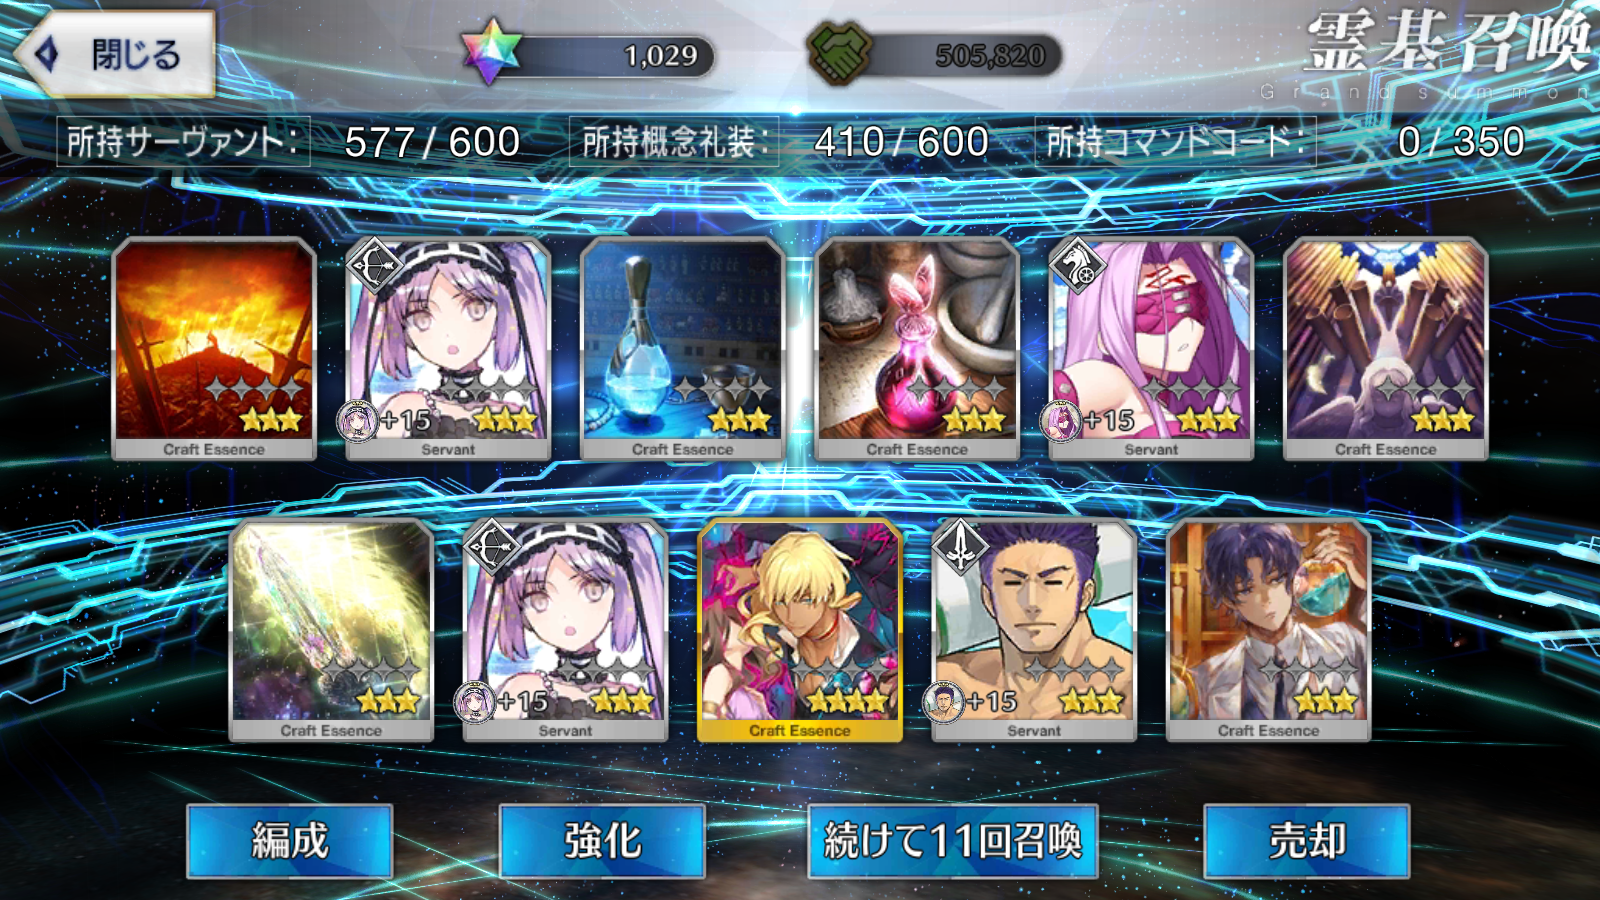 閉じる
1,029
505,820
霊基召喚
Grand summon
所持サーヴァント: 577/600
所持概念礼装: 410/600
所持コマンドコード: 0/350
Craft Essence
+15
Servant
Craft Essence
Craft Essence
+15
Servant
Craft Essence
Craft Essence
+15
Servant
Craft Essence
+15
Servant
Craft Essence
編成
強化
続けて11回召喚
売却